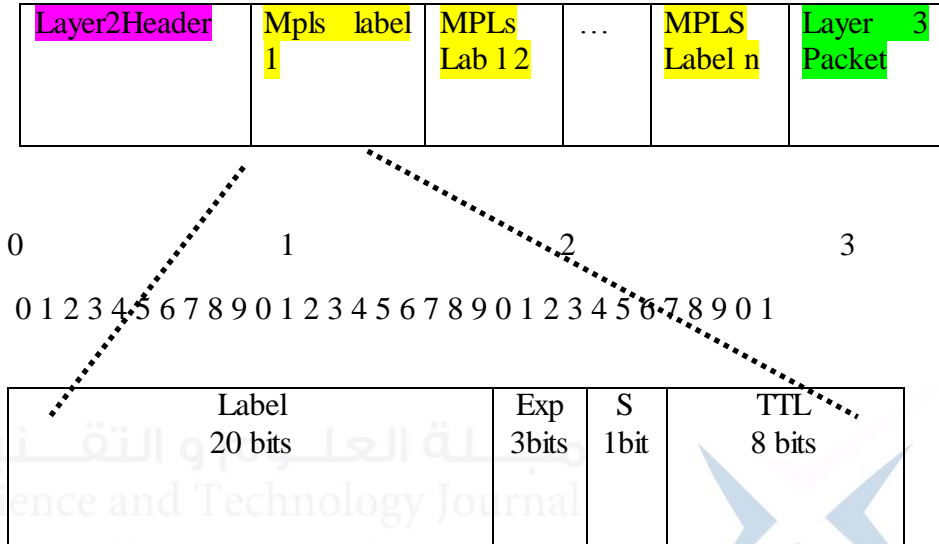 Layer2Header Mpls label MPLs … MPLS Layer 3
1 Lab l 2 Label n Packet
0 1 2 3
0 1 2 3 4 5 6 7 8 9 0 1 2 3 4 5 6 7 8 9 0 1 2 3 4 5 6 7 8 9 0 1
Label Exp S TTL
20 bits 3bits 1bit 8 bits
ience and Technology Journal